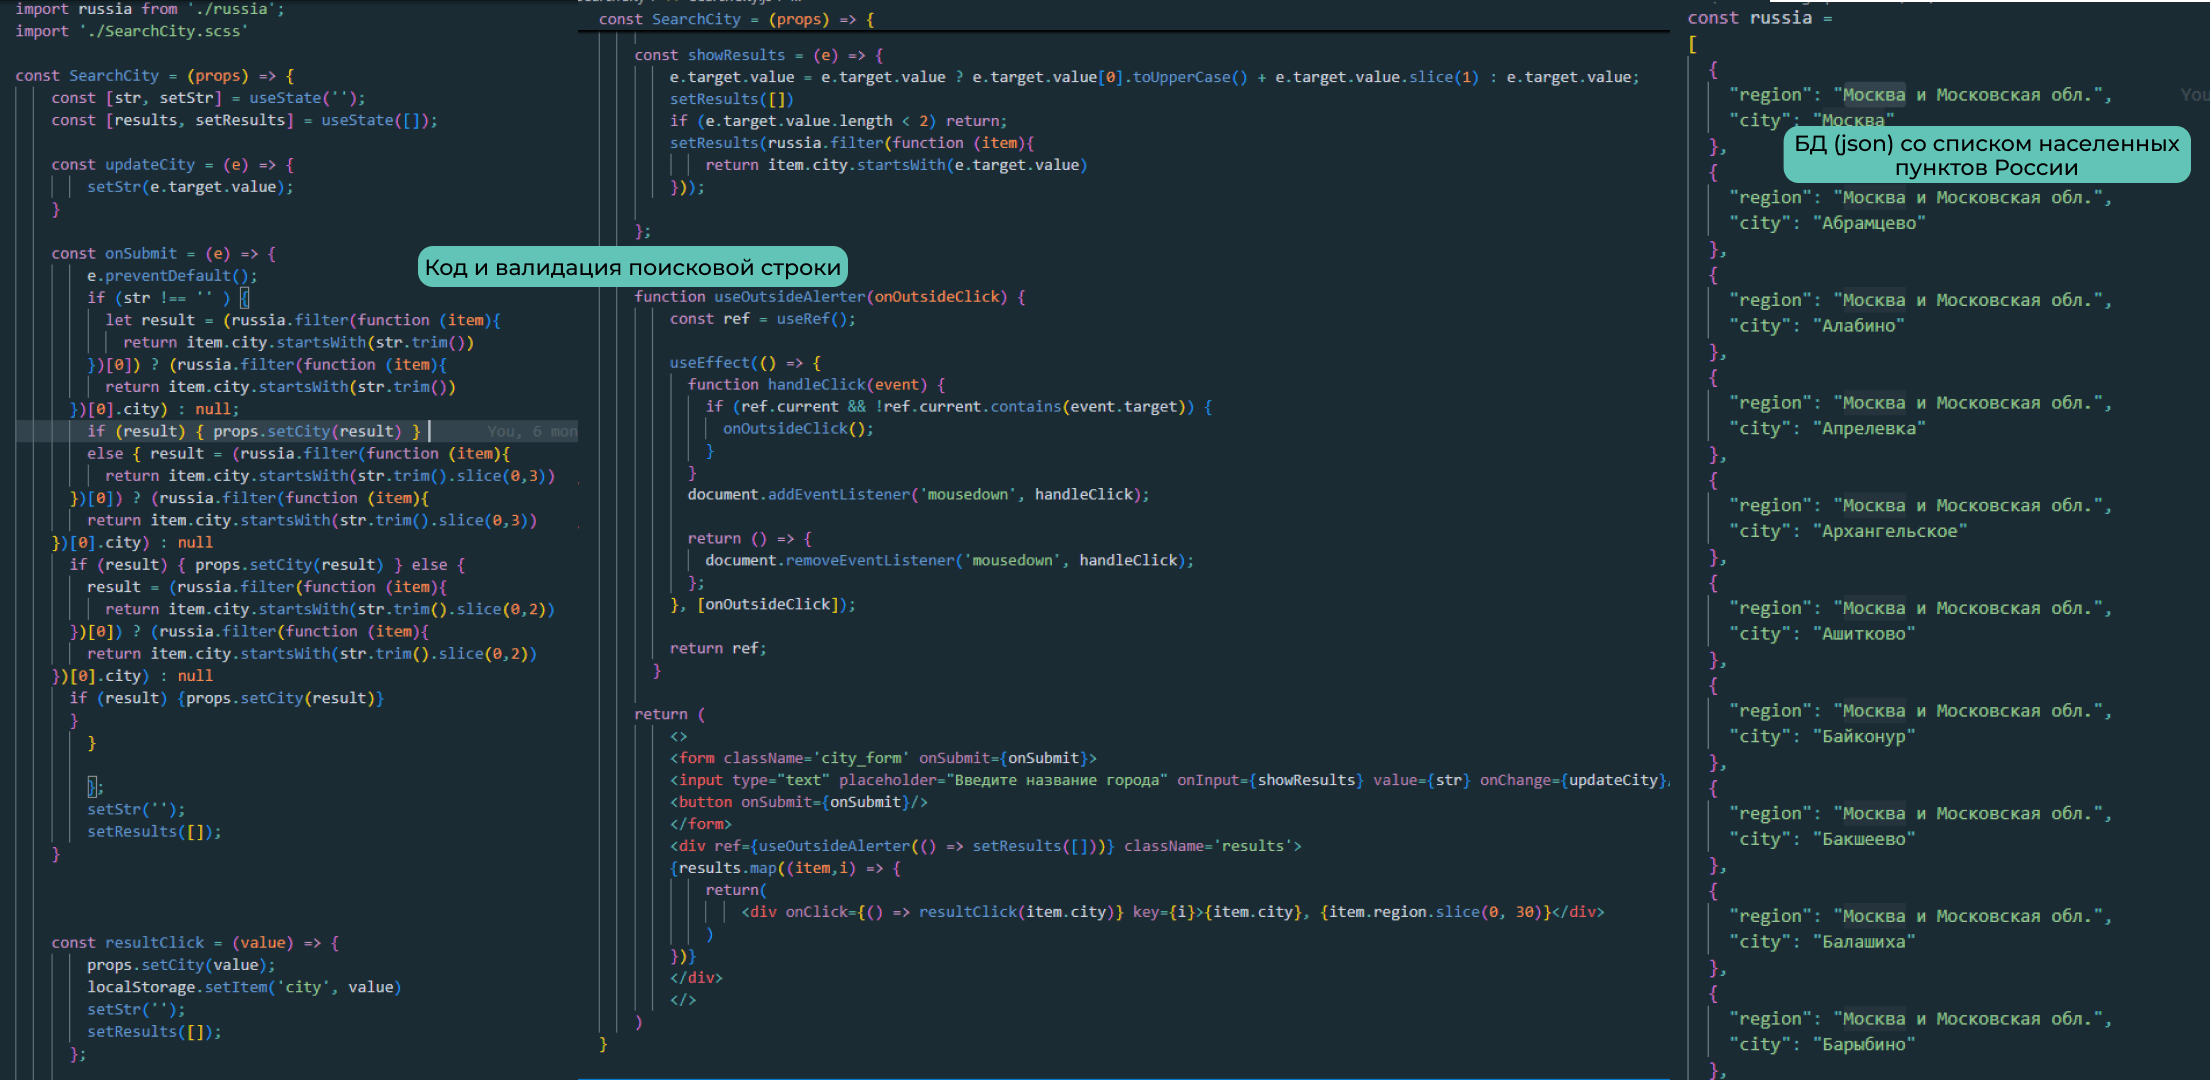 import russia from './russia';
import './SearchCity.scss'
const SearchCity = (props) => {
const [str, setStr] = useState('');
const [results, setResults] = useState([]);
const updateCity = (e) => {
setStr(e.target.value);
}
const onSubmit = (e) => {
e.preventDefault();
if (str !== '' ) {
let result = (russia.filter(function (item){
return item.city.startsWith(str.trim())
})[0]) ? (russia.filter(function (item){
return item.city.startsWith(str.trim())
})[0].city) : null;
if (result) { props.setCity(result) }
You, 6 mon
else { result = (russia.filter(function (item){
return item.city.startsWith(str.trim().slice(0,3))
})[0]) ? (russia.filter(function (item){
return item.city.startsWith(str.trim().slice(0,3))
})[0].city) : null
if (result) { props.setCity(result) } else {
result = (russia.filter(function (item){
return item.city.startsWith(str.trim().slice(0,2))
})[0]) ? (russia.filter(function (item){
return item.city.startsWith(str.trim().slice(0,2))
})[0].city) : null
if (result) {props.setCity(result)}
}
}
};
setStr('');
setResults([]);
}
const resultClick = (value) => {
props.setCity(value);
localStorage.setItem('city', value)
setStr('');
setResults([]);
};
Код и валидация поисковой строки
const SearchCity = (props) => {
const showResults = (e) => {
e.target.value = e.target.value ? e.target.value[0].toUpperCase() + e.target.value.slice(1) : e.target.value;
setResults([])
if (e.target.value.length < 2) return;
setResults(russia.filter(function (item){
return item.city.startsWith(e.target.value)
}));
};
function useOutsideAlerter(onOutsideClick) {
const ref = useRef();
useEffect(() => {
function handleClick(event) {
if (ref.current && !ref.current.contains(event.target)) {
onOutsideClick();
}
}
document.addEventListener('mousedown', handleClick);
return () => {
document.removeEventListener('mousedown', handleClick);
};
}, [onOutsideClick]);
return ref;
}
return (
<>
<form className='city_form' onSubmit={onSubmit}>
<input type="text" placeholder="Введите название города" onInput={showResults} value={str} onChange={updateCity}/
<button onSubmit={onSubmit}/>
</form>
<div ref={useOutsideAlerter(() => setResults([]))} className='results'>
{results.map((item,i) => {
return(
<div onClick={() => resultClick(item.city)} key={i}>{item.city}, {item.region.slice(0, 30)}</div>
)
})}
</div>
</>
)
}
const russia =
[
{
"region": "Москва и Московская обл.",
You
"city": "Москва"
БД (json) со списком населенных
пунктов России
},
{
"region": "Москва и Московская обл.",
"city": "Абрамцево"
},
{
"region": "Москва и Московская обл.",
"city": "Алабино"
},
{
"region": "Москва и Московская обл.",
"city": "Апрелевка"
},
{
"region": "Москва и Московская обл.",
"city": "Архангельское"
},
{
"region": "Москва и Московская обл.",
"city": "Ашитково"
},
{
"region": "Москва и Московская обл.",
"city": "Байконур"
},
{
"region": "Москва и Московская обл.",
"city": "Бакшеево"
},
{
"region": "Москва и Московская обл.",
"city": "Балашиха"
},
{
"region": "Москва и Московская обл.",
"city": "Барыбино"
},